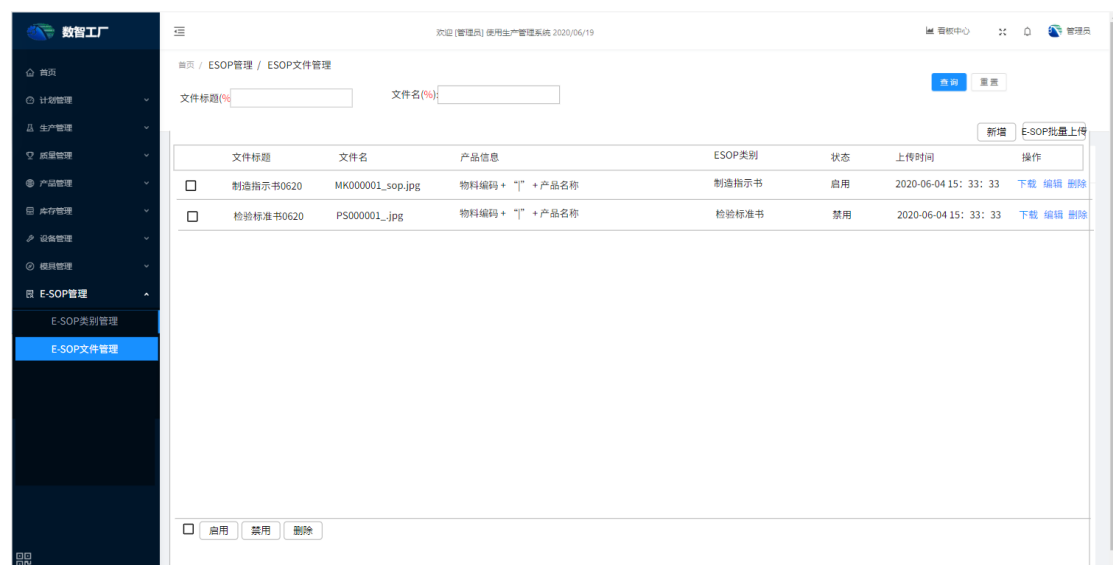 数智工厂
欢迎 [管理员] 使用生产管理系统 2020/06/19
看板中心
管理员
首页
计划管理
生产管理
质量管理
产品管理
库存管理
设备管理
模具管理
E-SOP管理
E-SOP类别管理
E-SOP文件管理
首页 / ESOP管理 / ESOP文件管理
文件标题(% 文件名(%): 查询 重置
新增 E-SOP批量上传
文件标题 文件名 产品信息 ESOP类别 状态 上传时间 操作
制造指示书0620 MK000001_sop.jpg 物料编码 + “|” + 产品名称 制造指示书 启用 2020-06-04 15：33：33 下载 编辑 删除
检验标准书0620 PS000001_.jpg 物料编码 + “|” + 产品名称 检验标准书 禁用 2020-06-04 15：33：33 下载 编辑 删除
启用 禁用 删除